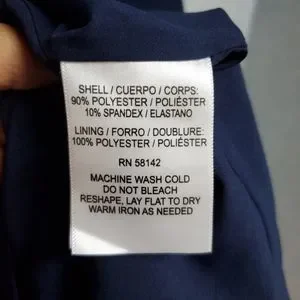 SHELL / CUERPO / CORPS:
90% POLYESTER / POLIÉSTER
10% SPANDEX / ELASTANO
LINING / FORRO / DOUBLURE:
100% POLYESTER / POLIÉSTER
RN 58142
MACHINE WASH COLD
DO NOT BLEACH
RESHAPE, LAY FLAT TO DRY
WARM IRON AS NEEDED